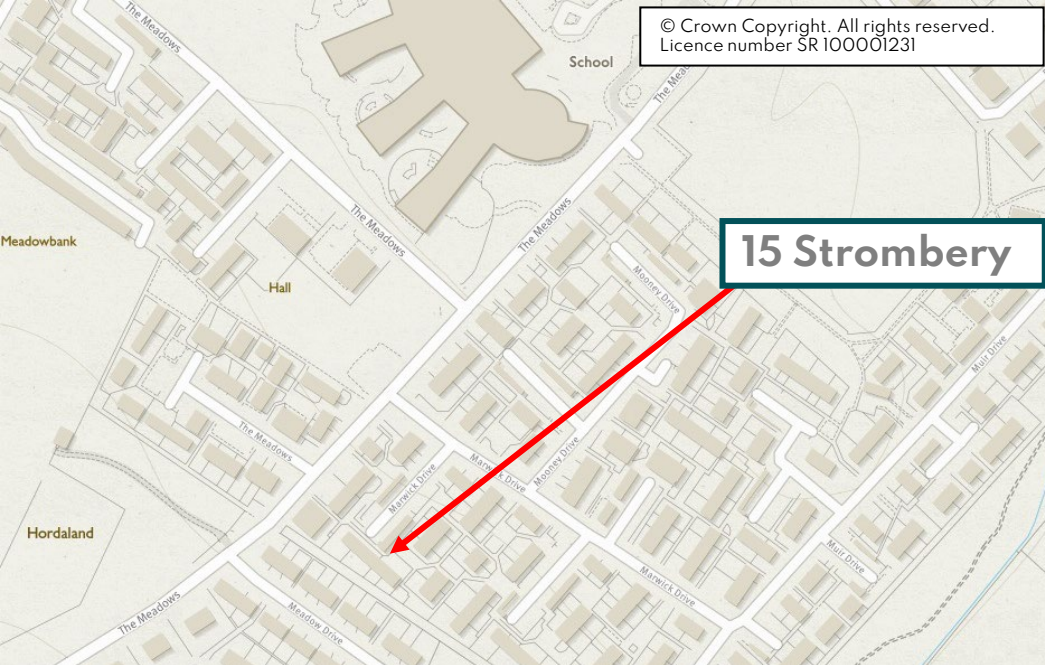 The Meadows
© Crown Copyright. All rights reserved.
Licence number SR 100001231
School
The Mea
The Meadows
The Meadows
Meadowbank
15 Strombery
Hall
Mooney Drive
Muir Drive
The Meadows
Marwick Drive
Marwick Drive
Mooney Drive
Hordaland
Muir Drive
Marwick Drive
The Meadows
Meadow Drive